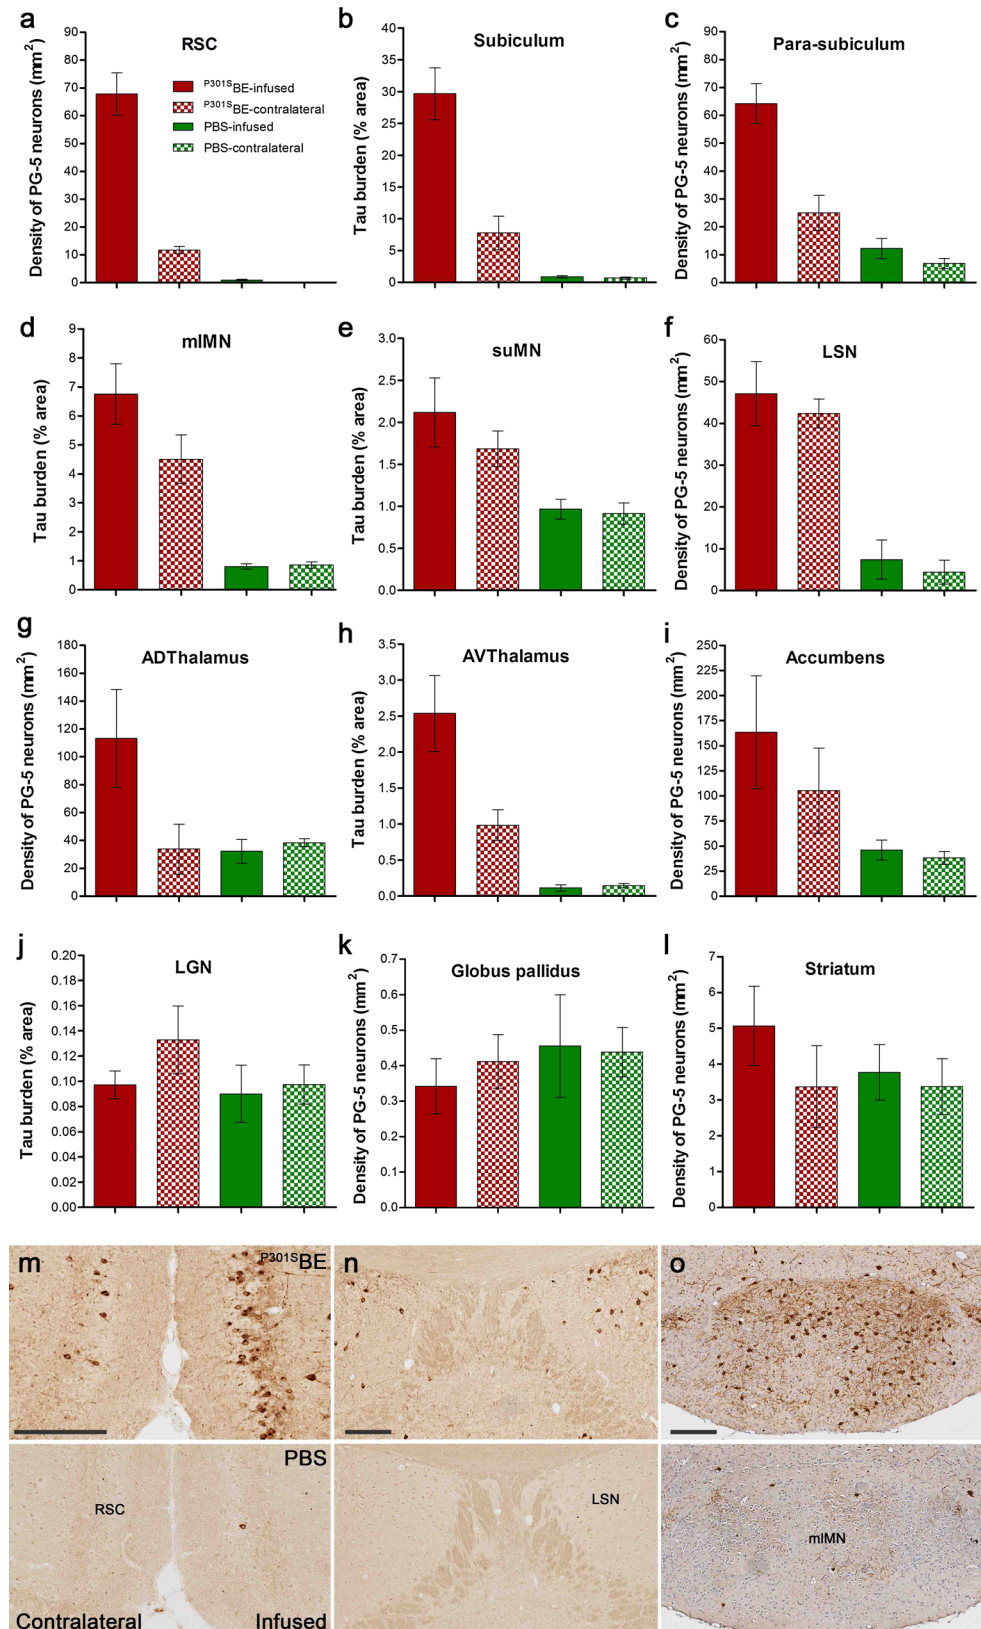 a
RSC
Density of PG-5 neurons (mm²)
90
80
70
60
50
40
30
20
10
0
P301SBE-infused
P301SBE-contralateral
PBS-infused
PBS-contralateral
b
Subiculum
Tau burden (% area)
40
35
30
25
20
15
10
5
0
c
Para-subiculum
Density of PG-5 neurons (mm²)
90
80
70
60
50
40
30
20
10
0
d
mlMN
Tau burden (% area)
9
8
7
6
5
4
3
2
1
0
e
suMN
Tau burden (% area)
3.0
2.5
2.0
1.5
1.0
0.5
0.0
f
LSN
Density of PG-5 neurons (mm²)
60
50
40
30
20
10
0
g
ADThalamus
Density of PG-5 neurons (mm²)
180
160
140
120
100
80
60
40
20
0
h
AVThalamus
Tau burden (% area)
3.5
3.0
2.5
2.0
1.5
1.0
0.5
0.0
i
Accumbens
Density of PG-5 neurons (mm²)
250
225
200
175
150
125
100
75
50
25
0
j
LGN
Tau burden (% area)
0.20
0.18
0.16
0.14
0.12
0.10
0.08
0.06
0.04
0.02
0.00
k
Globus pallidus
Density of PG-5 neurons (mm²)
0.7
0.6
0.5
0.4
0.3
0.2
0.1
0.0
l
Striatum
Density of PG-5 neurons (mm²)
7
6
5
4
3
2
1
0
m
P301SBE
n
o
PBS
RSC
Contralateral
Infused
LSN
mlMN